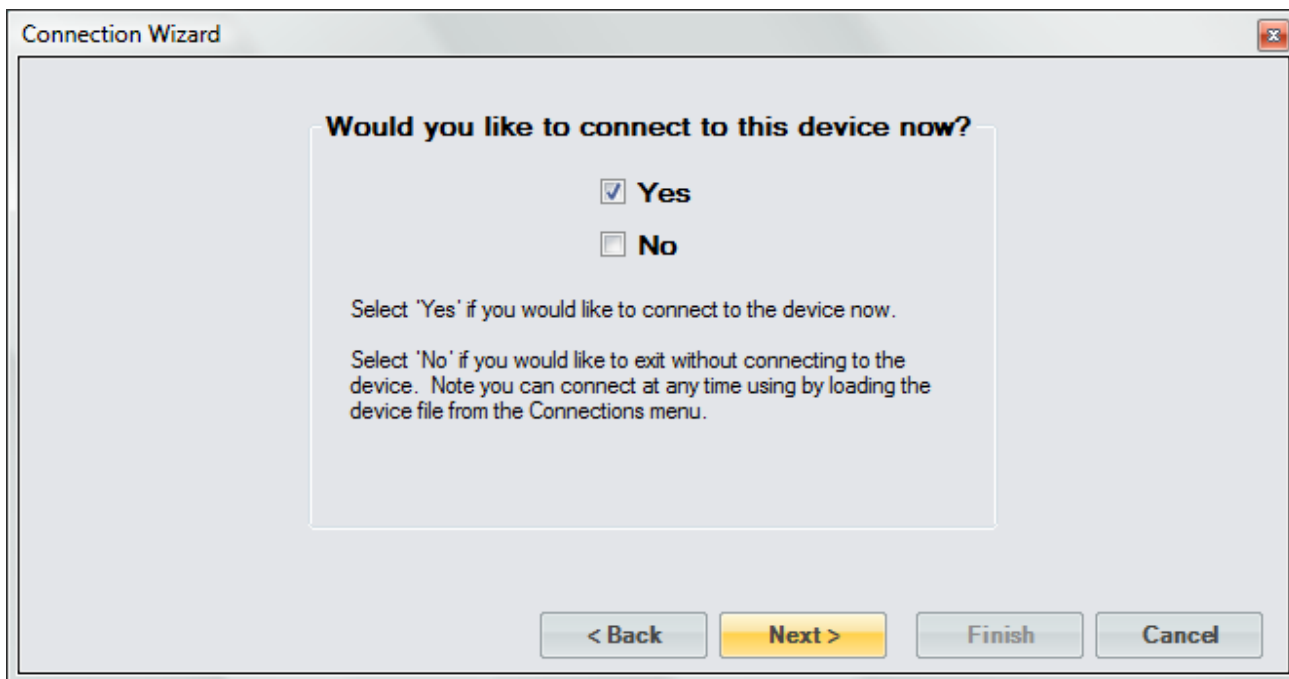 Connection Wizard
Would you like to connect to this device now?
Yes
No
Select 'Yes' if you would like to connect to the device now.
Select 'No' if you would like to exit without connecting to the
device.  Note you can connect at any time using by loading the
device file from the Connections menu.
< Back
Next >
Finish
Cancel